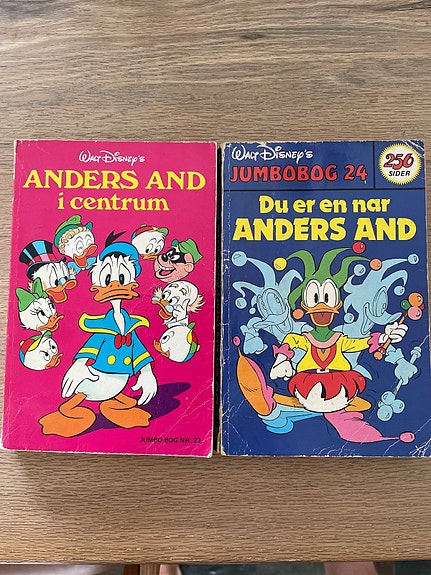 Walt Disney's
ANDERS AND
i centrum
JUMBO BOG NR. 23
Walt Disney's
JUMBOBOG 24
256
SIDER
Du er en nar
ANDERS AND